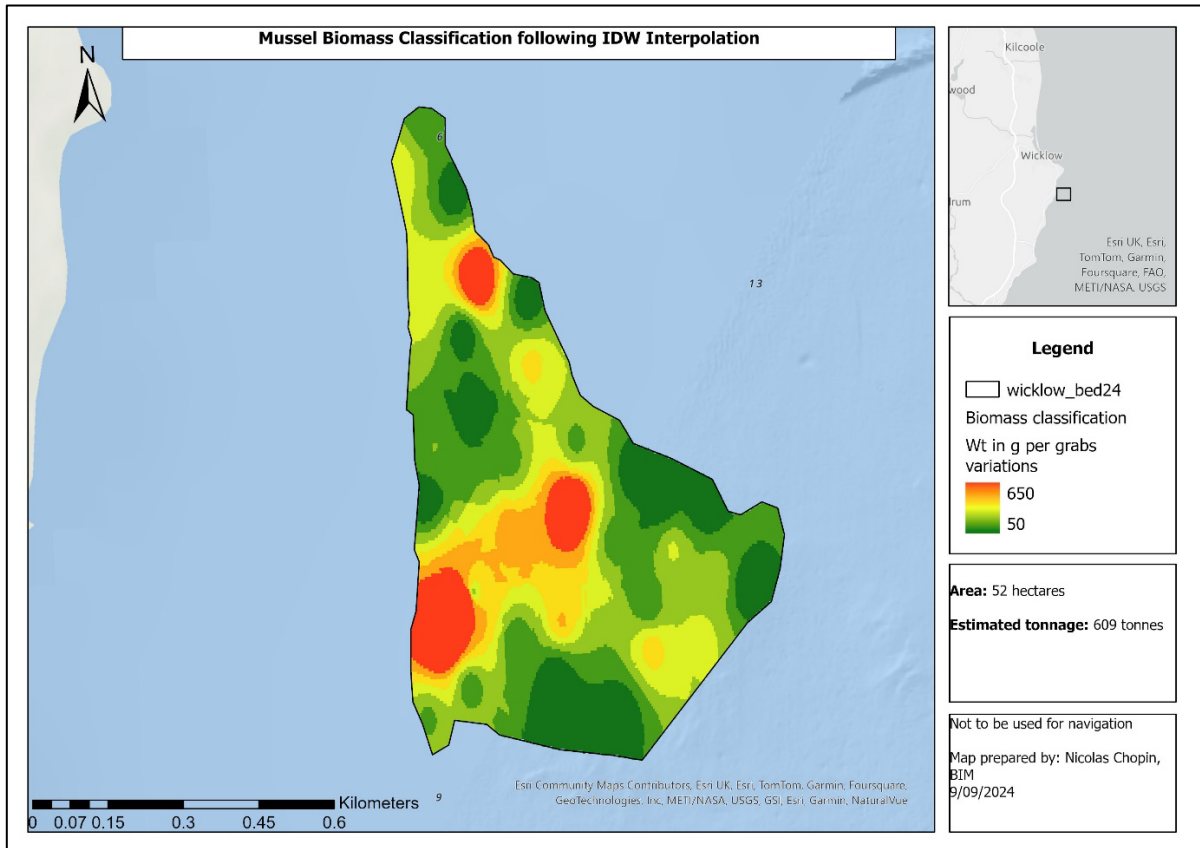 Mussel Biomass Classification following IDW Interpolation
N
6
13
9
Kilometers
0 0.07 0.15 0.3 0.45 0.6
Esri Community Maps Contributors, Esri UK, Esri, TomTom, Garmin, Foursquare,
GeoTechnologies, Inc, METI/NASA, USGS, GSI, Esri, Garmin, NaturalVue
Kilcoole
wood
Wicklow
lrum
Esri UK, Esri,
TomTom, Garmin,
Foursquare, FAO,
METI/NASA, USGS
Legend
wicklow_bed24
Biomass classification
Wt in g per grabs
variations
650
50
Area: 52 hectares
Estimated tonnage: 609 tonnes
Not to be used for navigation
Map prepared by: Nicolas Chopin,
BIM
9/09/2024